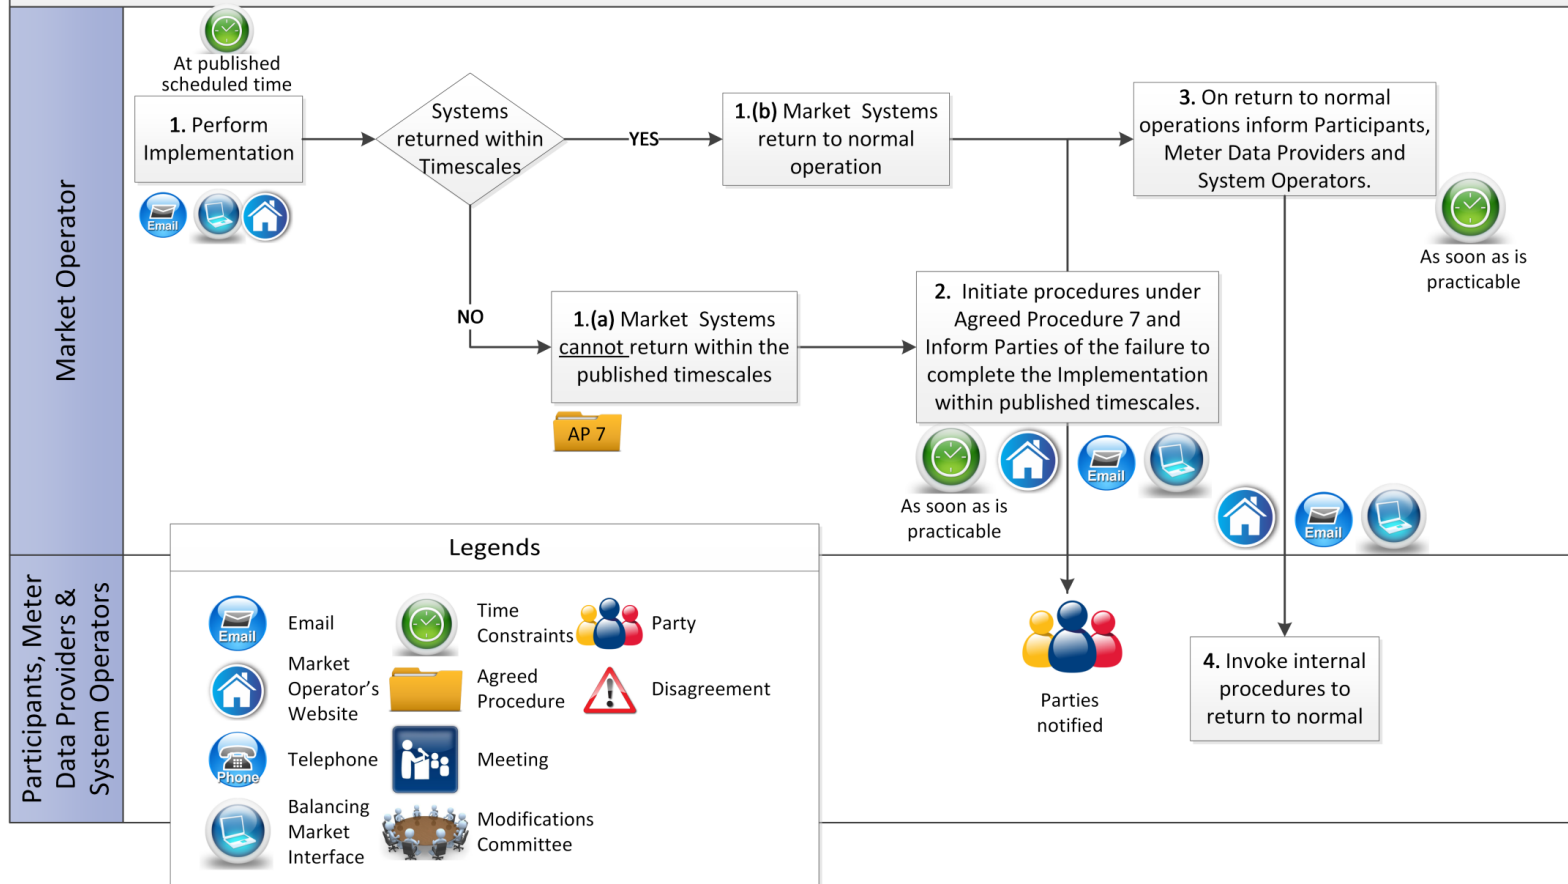 Market Operator
At published
scheduled time
1. Perform
Implementation
Email
Systems
returned within
Timescales
YES
1.(b) Market Systems
return to normal
operation
3. On return to normal
operations inform Participants,
Meter Data Providers and
System Operators.
As soon as is
practicable
NO
1.(a) Market Systems
cannot return within the
published timescales
AP 7
2. Initiate procedures under
Agreed Procedure 7 and
Inform Parties of the failure to
complete the Implementation
within published timescales.
As soon as is
practicable
Email
Email
Participants, Meter
Data Providers &
System Operators
Parties
notified
4. Invoke internal
procedures to
return to normal
Legends
Email
Email
Market
Operator's
Website
Phone
Telephone
Balancing
Market
Interface
Time
Constraints
Agreed
Procedure
Meeting
Modifications
Committee
Party
Disagreement